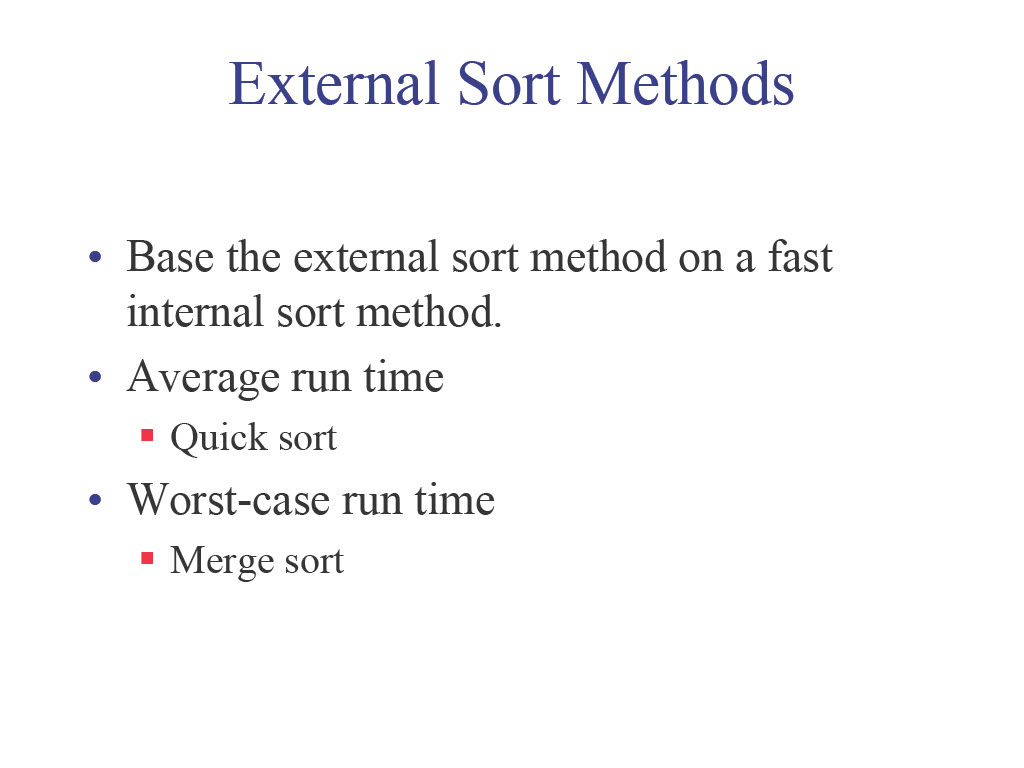 External Sort Methods
• Base the external sort method on a fast
internal sort method.
• Average run time
▪ Quick sort
• Worst-case run time
▪ Merge sort